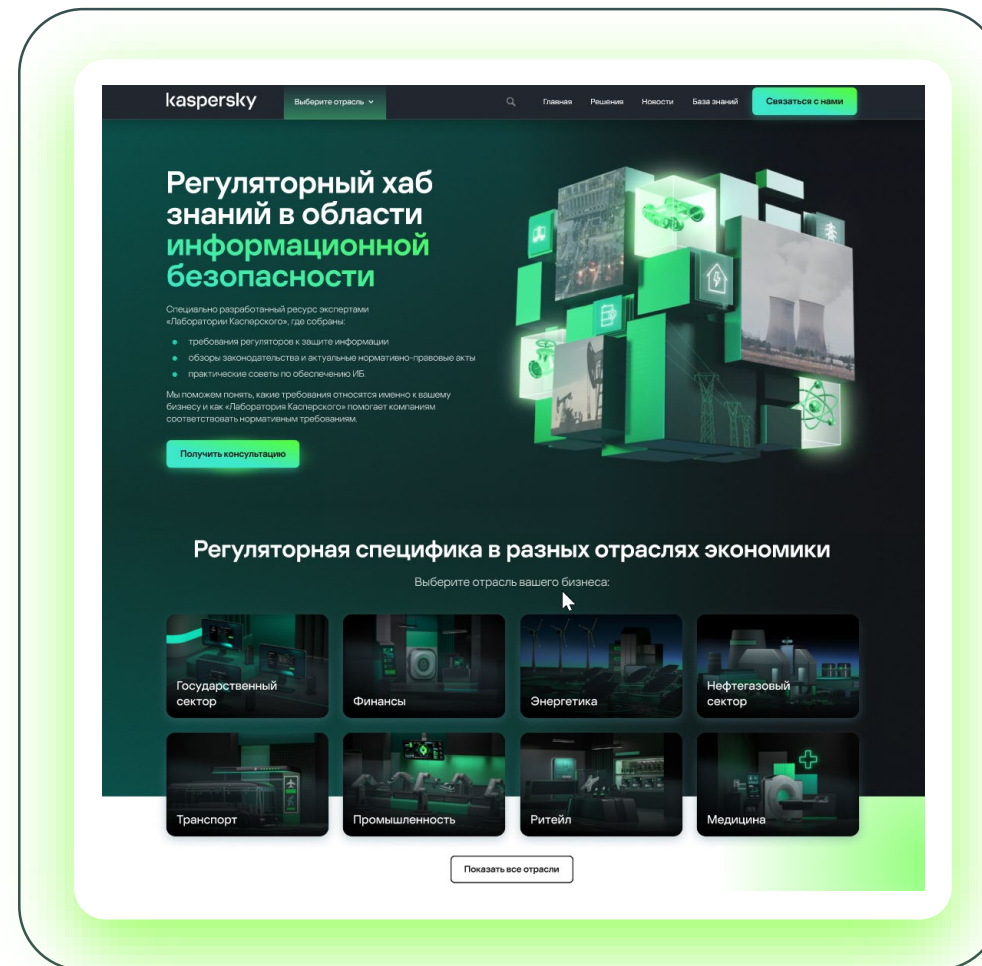 kaspersky
Выберите отрасль
Главная
Решения
Новости
База знаний
Связаться с нами
Регуляторный хаб
знаний в области
информационной
безопасности
Специально разработанный ресурс экспертами
«Лаборатории Касперского», где собраны:
требования регуляторов к защите информации
обзоры законодательства и актуальные нормативно-правовые акты
практические советы по обеспечению ИБ.
Мы поможем понять, какие требования относятся именно к вашему
бизнесу и как «Лаборатория Касперского» помогает компаниям
соответствовать нормативным требованиям.
Получить консультацию
Регуляторная специфика в разных отраслях экономики
Выберите отрасль вашего бизнеса:
Государственный
сектор
Финансы
Энергетика
Нефтегазовый
сектор
Транспорт
Промышленность
Ритейл
Медицина
Показать все отрасли